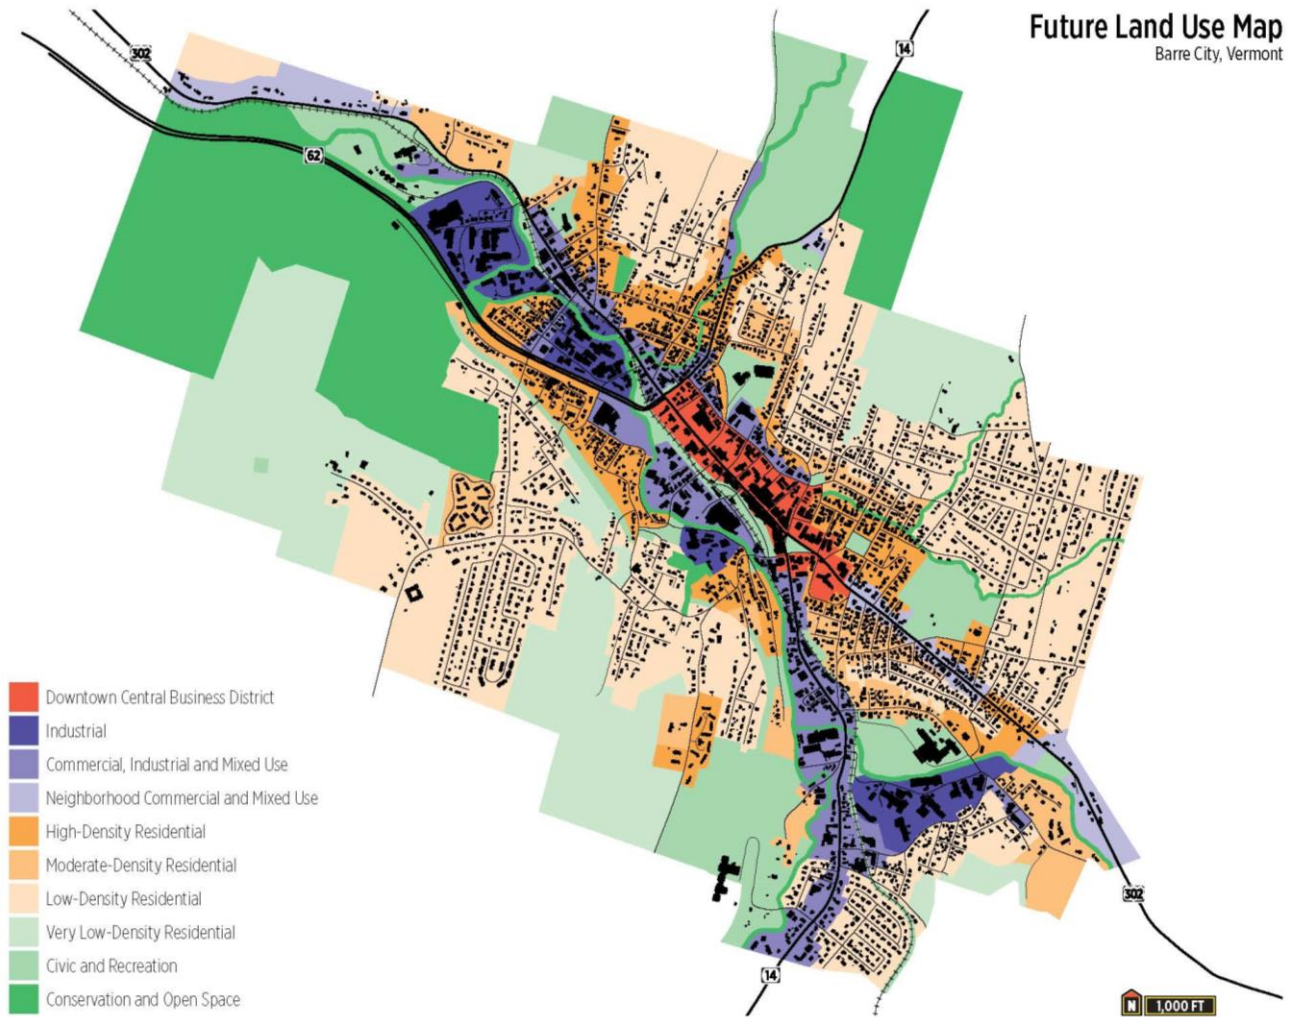 Future Land Use Map
Barre City, Vermont
302
14
62
Downtown Central Business District
Industrial
Commercial, Industrial and Mixed Use
Neighborhood Commercial and Mixed Use
High-Density Residential
Moderate-Density Residential
Low-Density Residential
Very Low-Density Residential
Civic and Recreation
Conservation and Open Space
302
14
N 1,000 FT